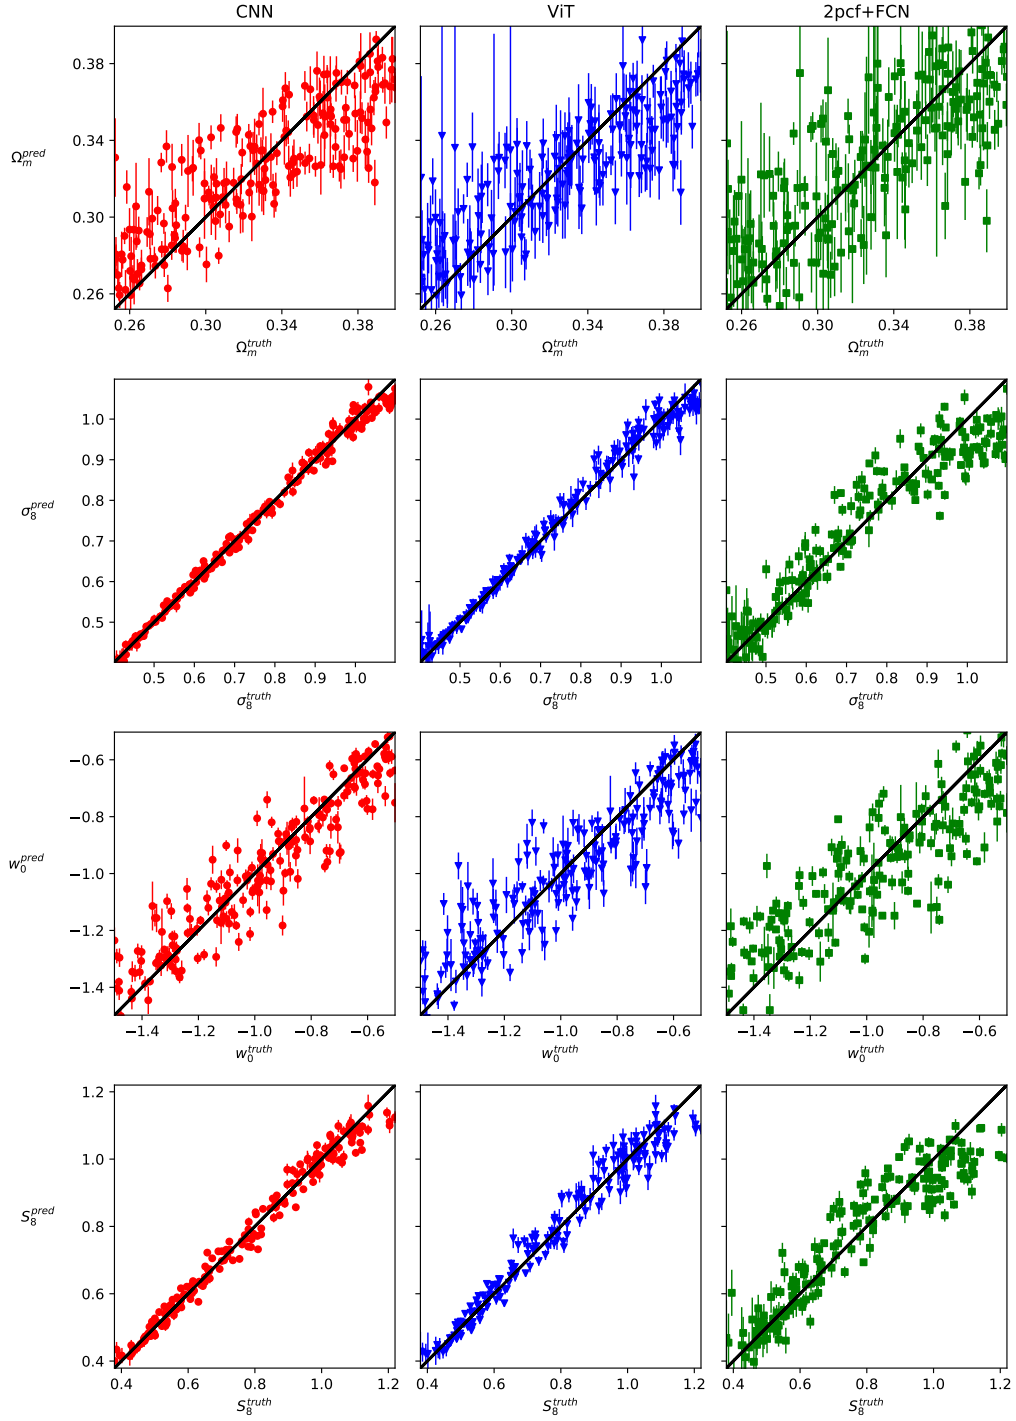 CNN ViT 2pcf+FCN
0.38
0.34
Ω_m^{pred}
0.30
0.26
0.26 0.30 0.34 0.38 0.26 0.30 0.34 0.38 0.26 0.30 0.34 0.38
Ω_m^{truth} Ω_m^{truth} Ω_m^{truth}
1.0
0.9
0.8
σ_8^{pred}
0.7
0.6
0.5
0.5 0.6 0.7 0.8 0.9 1.0 0.5 0.6 0.7 0.8 0.9 1.0 0.5 0.6 0.7 0.8 0.9 1.0
σ_8^{truth} σ_8^{truth} σ_8^{truth}
−0.6
−0.8
w_0^{pred}
−1.0
−1.2
−1.4
−1.4 −1.2 −1.0 −0.8 −0.6 −1.4 −1.2 −1.0 −0.8 −0.6 −1.4 −1.2 −1.0 −0.8 −0.6
w_0^{truth} w_0^{truth} w_0^{truth}
1.2
1.0
S_8^{pred}
0.8
0.6
0.4
0.4 0.6 0.8 1.0 1.2 0.4 0.6 0.8 1.0 1.2 0.4 0.6 0.8 1.0 1.2
S_8^{truth} S_8^{truth} S_8^{truth}